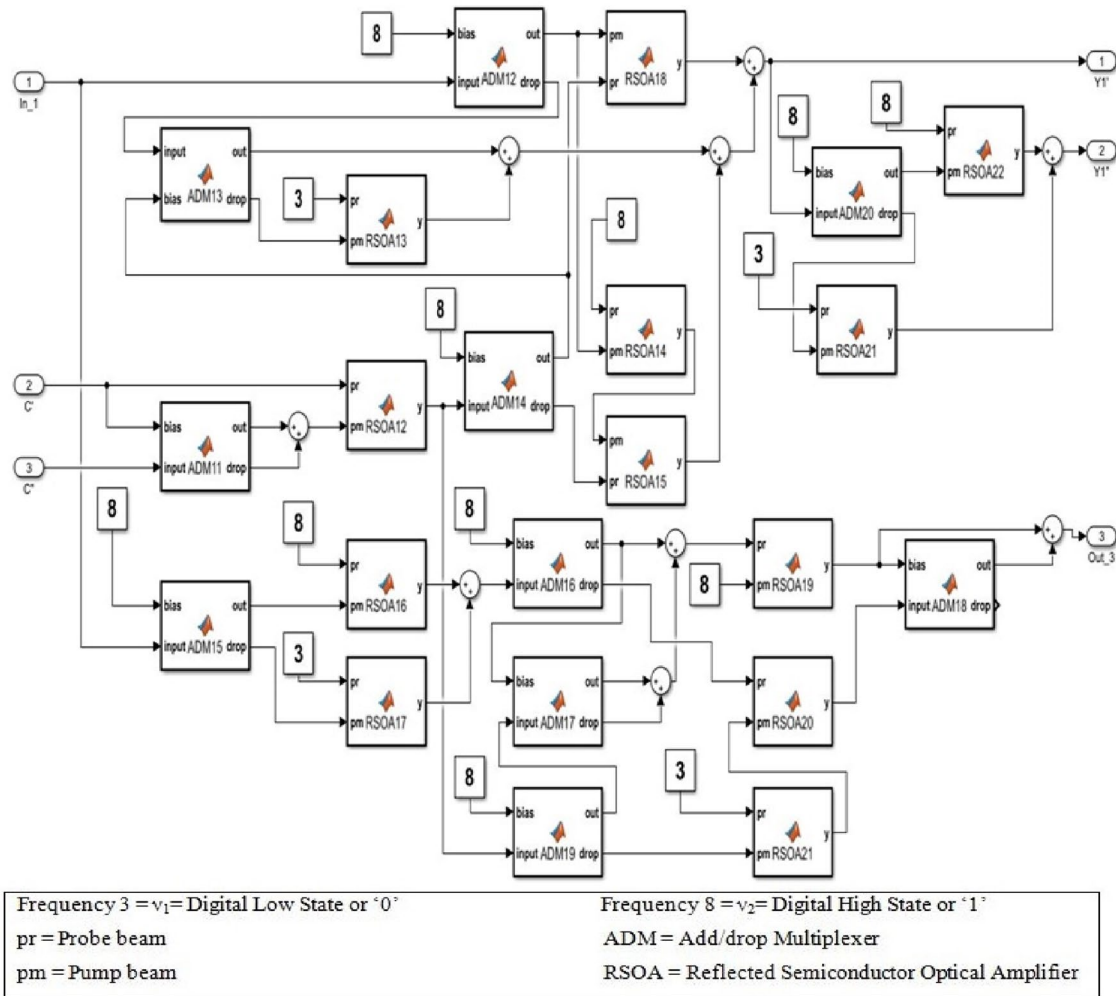 8
bias out
input drop
ADM12
pm
pr
y
RSOA18
1
In_1
1
Y1'
input out
bias drop
ADM13
3
pr
pm
y
RSOA13
8
8
8
bias out
input drop
ADM20
pr
pm
y
RSOA22
2
Y1"
3
pr
pm
y
RSOA21
8
pr
pm
y
RSOA14
bias out
input drop
ADM14
2
C'
pr
pm
y
RSOA12
bias out
input drop
ADM11
3
C"
pm
pr
y
RSOA15
8
8
8
bias out
input drop
ADM15
pr
pm
y
RSOA16
3
pr
pm
y
RSOA17
bias out
input drop
ADM16
8
pr
pm
y
RSOA19
bias out
input drop
ADM18
3
Out_3
bias out
input drop
ADM17
pr
pm
y
RSOA20
8
bias out
input drop
ADM19
3
pr
pm
y
RSOA21
Frequency 3 = ν₁= Digital Low State or ‘0’
Frequency 8 = ν₂= Digital High State or ‘1’
pr = Probe beam
ADM = Add/drop Multiplexer
pm = Pump beam
RSOA = Reflected Semiconductor Optical Amplifier